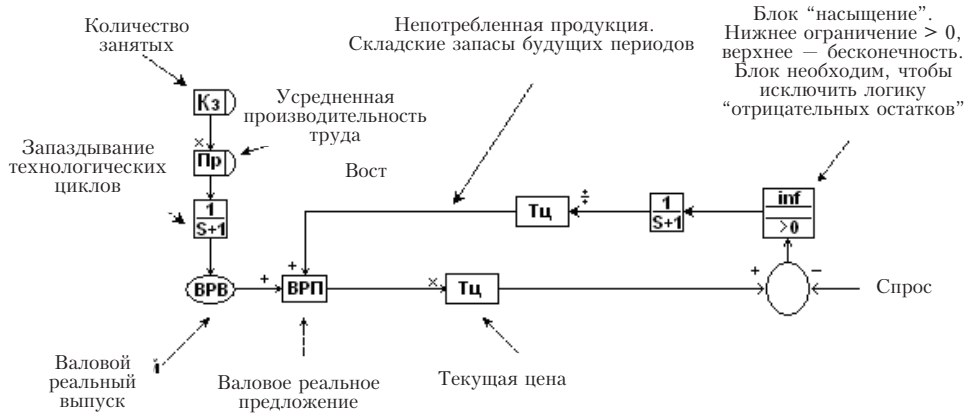 Количество
занятых
Непотребленная продукция.
Складские запасы будущих периодов
Блок “насыщение”.
Нижнее ограничение > 0,
верхнее — бесконечность.
Блок необходим, чтобы
исключить логику
“отрицательных остатков”
Кз
Усредненная
производительность
труда
×
Пр
Запаздывание
технологических
циклов
Вост
1
S+1
Тц
÷
1
S+1
inf
>0
ВРВ
+
+
ВРП
×
Тц
+
−
Спрос
Валовой
реальный
выпуск
Валовое реальное
предложение
Текущая цена